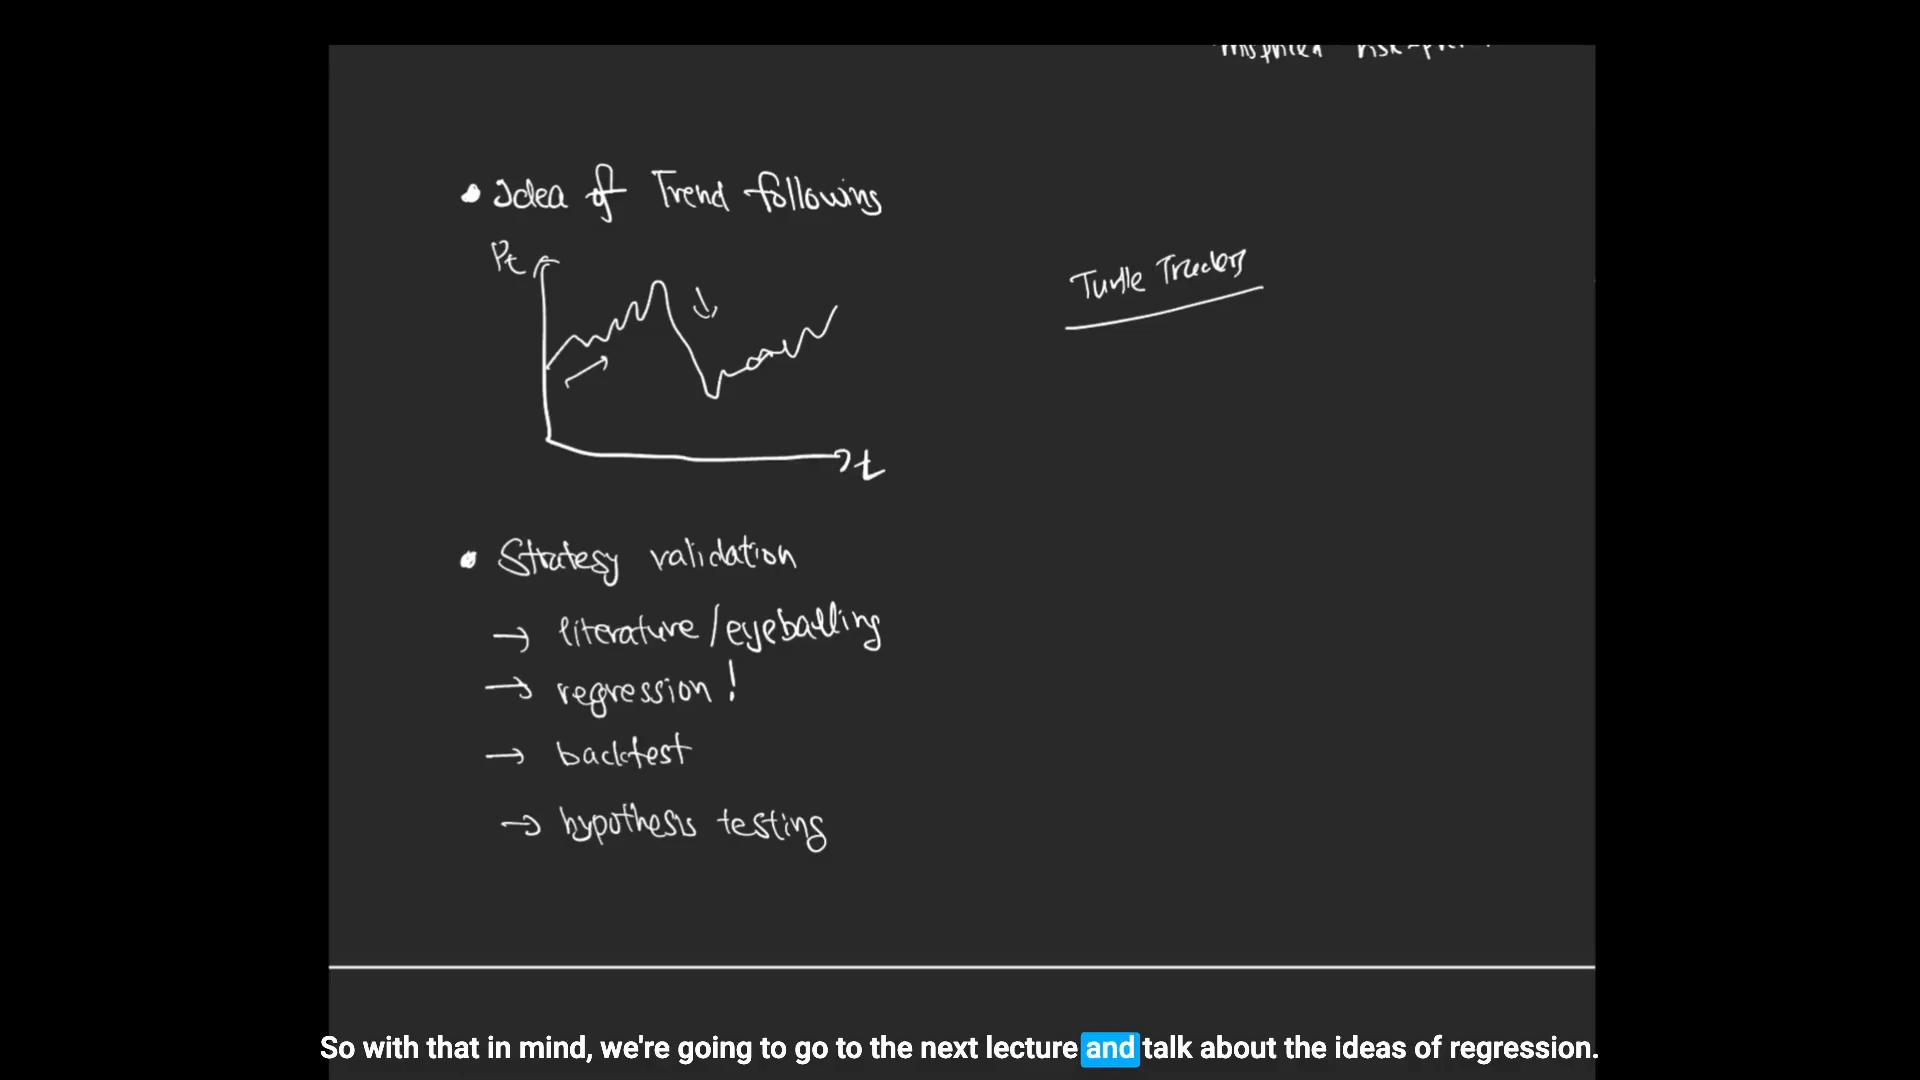 • Idea of Trend following
Pt
Turtle Traders
t
• Strategy validation
→ literature/eyeballing
→ regression!
→ backtest
→ hypothesis testing
So with that in mind, we're going to go to the next lecture and talk about the ideas of regression.